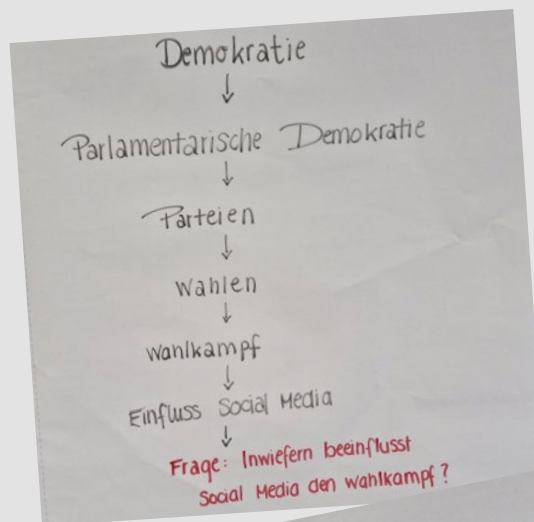 Demokratie
↓
Parlamentarische Demokratie
↓
Parteien
↓
Wahlen
↓
Wahlkampf
↓
Einfluss Social Media
↓
Frage: Inwiefern beeinflusst
Social Media den Wahlkampf?